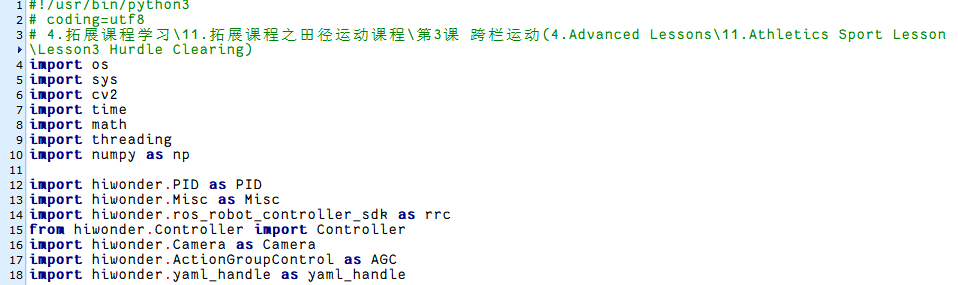 1 #!/usr/bin/python3
2 # coding=utf8
3 # 4.拓展课程学习\11.拓展课程之田径运动课程\第3课 跨栏运动(4.Advanced Lessons\11.Athletics Sport Lesson
\Lesson3 Hurdle Clearing)
4 import os
5 import sys
6 import cv2
7 import time
8 import math
9 import threading
10 import numpy as np
11
12 import hiwonder.PID as PID
13 import hiwonder.Misc as Misc
14 import hiwonder.ros_robot_controller_sdk as rrc
15 from hiwonder.Controller import Controller
16 import hiwonder.Camera as Camera
17 import hiwonder.ActionGroupControl as AGC
18 import hiwonder.yaml_handle as yaml_handle